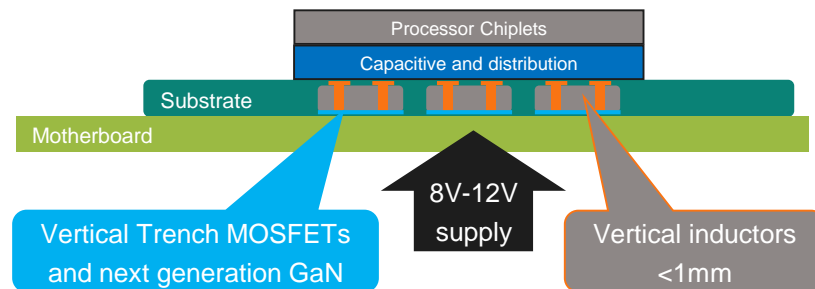 Processor Chiplets
Capacitive and distribution
Substrate
Motherboard
8V-12V
supply
Vertical Trench MOSFETs
and next generation GaN
Vertical inductors
<1mm